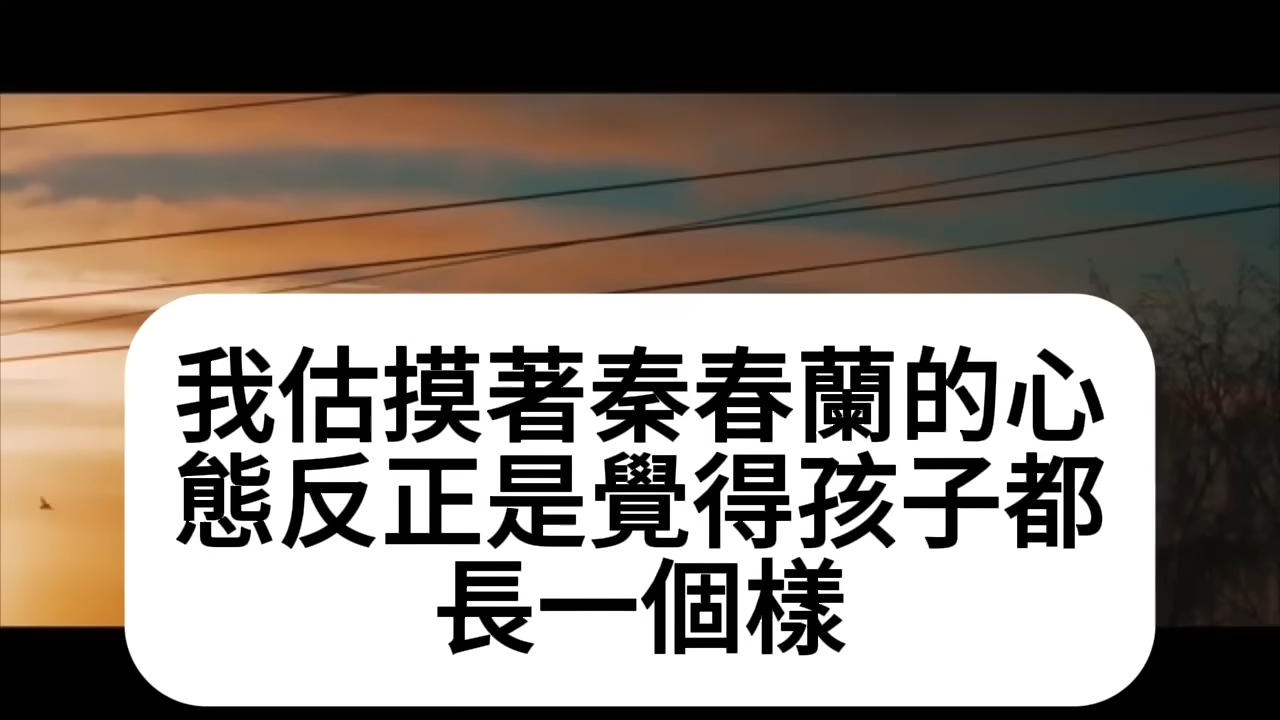 我估摸著秦春蘭的心
態反正是覺得孩子都
長一個樣